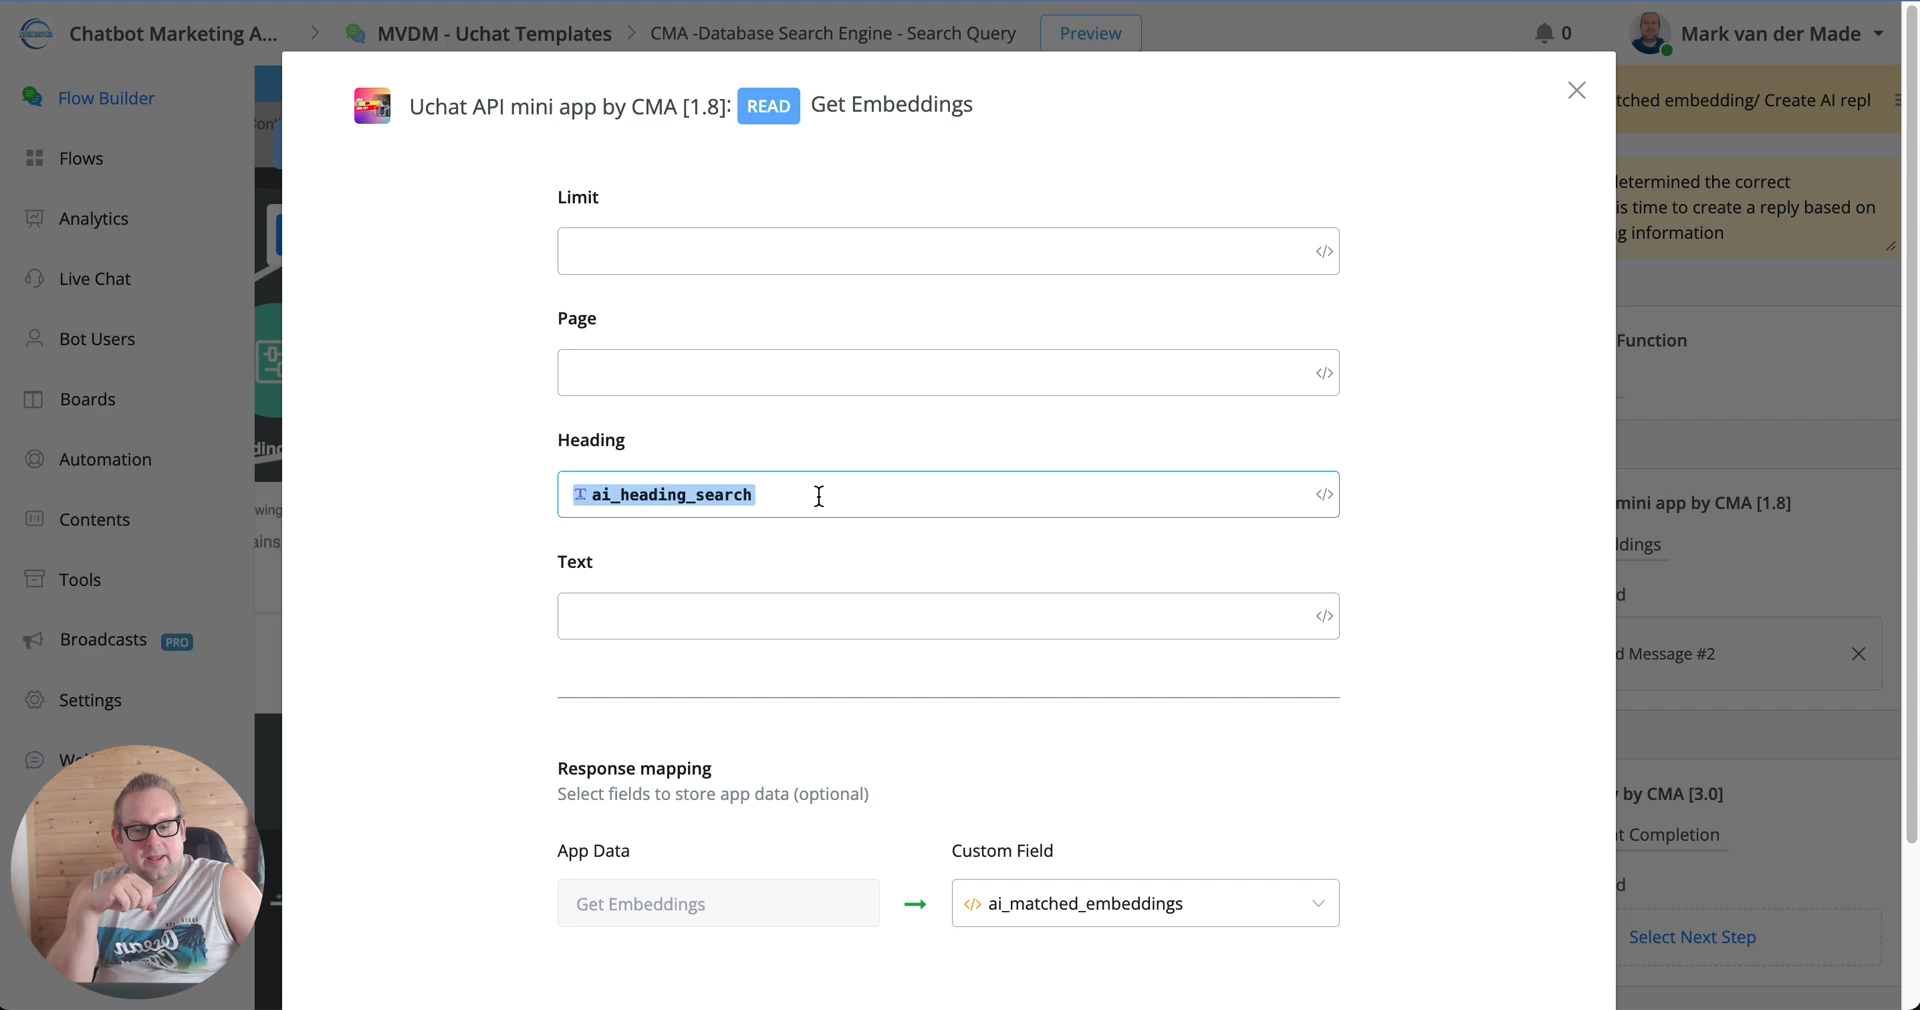 Chatbot Marketing A...
MVDM - Uchat Templates
CMA -Database Search Engine - Search Query
Preview
0
Mark van der Made
Flow Builder
Flows
Analytics
Live Chat
Bot Users
Boards
Automation
Contents
Tools
Broadcasts PRO
Settings
Uchat API mini app by CMA [1.8]: READ Get Embeddings
Limit
Page
Heading
ai_heading_search
Text
Response mapping
Select fields to store app data (optional)
App Data
Custom Field
Get Embeddings
</> ai_matched_embeddings
tched embedding/ Create AI repl
letermined the correct
is time to create a reply based on
g information
Function
mini app by CMA [1.8]
ldings
d
d Message #2
by CMA [3.0]
t Completion
d
Select Next Step